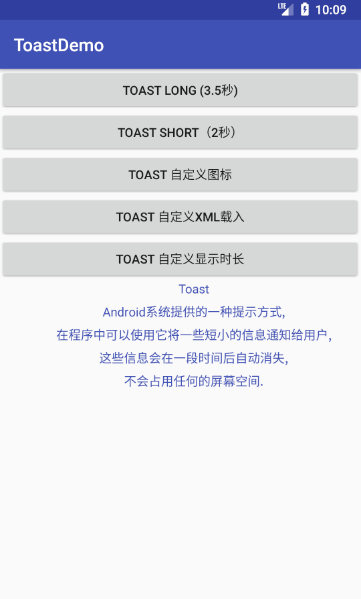 LTE 10:09
ToastDemo
TOAST LONG (3.5秒)
TOAST SHORT（2秒）
TOAST 自定义图标
TOAST 自定义XML载入
TOAST 自定义显示时长
Toast
Android系统提供的一种提示方式,
在程序中可以使用它将一些短小的信息通知给用户,
这些信息会在一段时间后自动消失,
不会占用任何的屏幕空间.